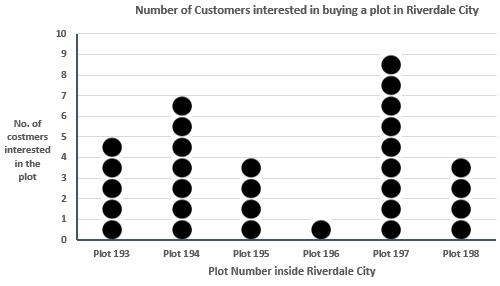 Number of Customers interested in buying a plot in Riverdale City
10
9
8
7
6
5
4
3
2
1
0
No. of
costmers
interested
in the
plot
Plot 193 Plot 194 Plot 195 Plot 196 Plot 197 Plot 198
Plot Number inside Riverdale City